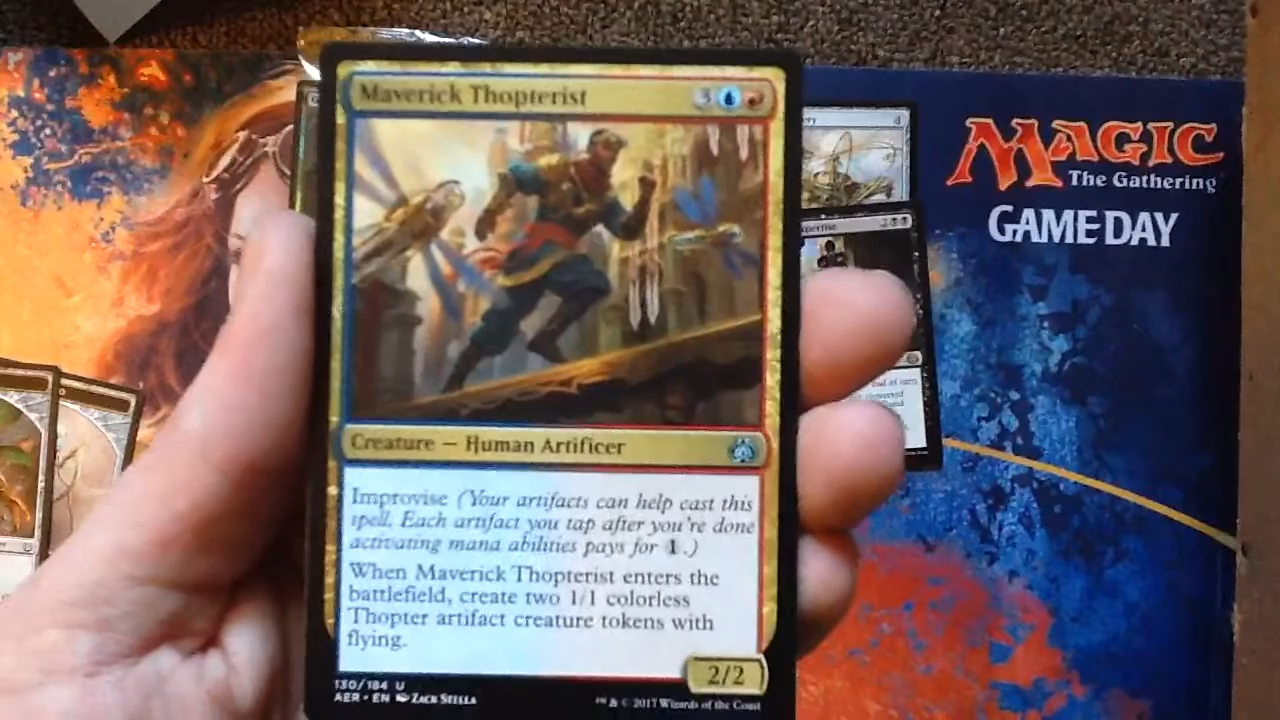 Maverick Thopterist 3
Creature — Human Artificer
Improvise (Your artifacts can help cast this
spell. Each artifact you tap after you're done
activating mana abilities pays for 1.)
When Maverick Thopterist enters the
battlefield, create two 1/1 colorless
Thopter artifact creature tokens with
flying.
2/2
130/184 U
AER • EN Zack Stella
™ & © 2017 Wizards of the Coast
MAGIC
The Gathering
GAME DAY